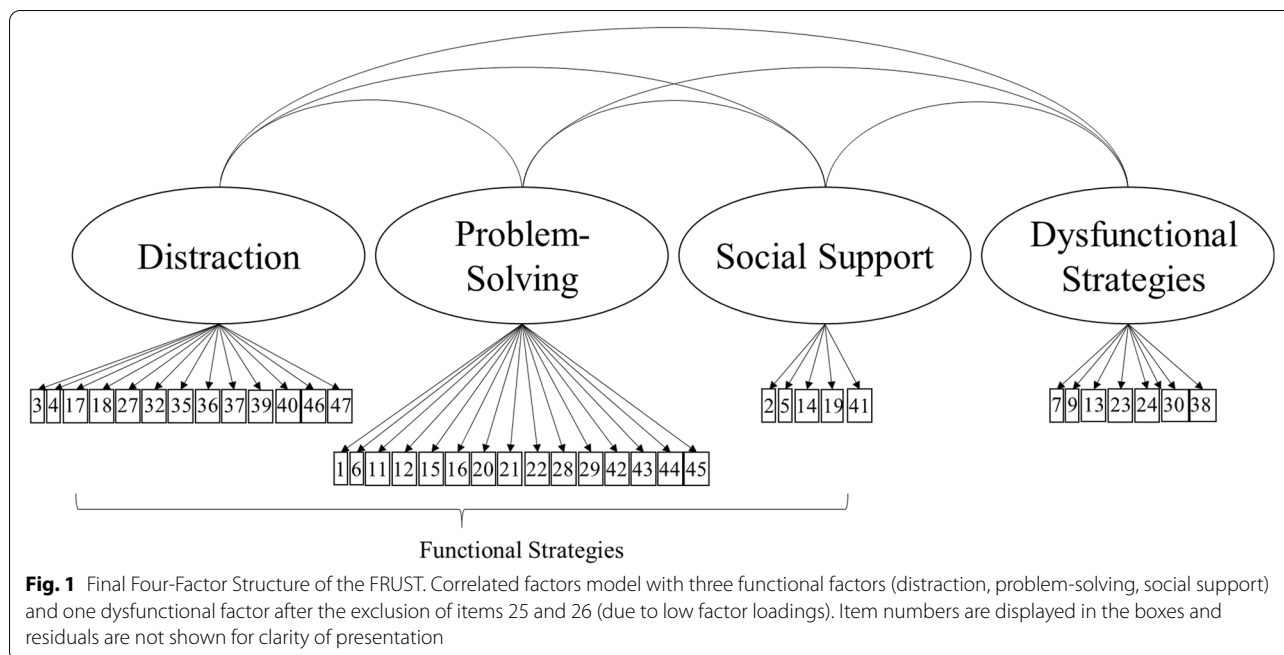 Distraction
Problem-
Solving
Social Support
Dysfunctional
Strategies
3 4 17 18 27 32 35 36 37 39 40 46 47
2 5 14 19 41
7 9 13 23 24 30 38
1 6 11 12 15 16 20 21 22 28 29 42 43 44 45
Functional Strategies
Fig. 1 Final Four-Factor Structure of the FRUST. Correlated factors model with three functional factors (distraction, problem-solving, social support)
and one dysfunctional factor after the exclusion of items 25 and 26 (due to low factor loadings). Item numbers are displayed in the boxes and
residuals are not shown for clarity of presentation